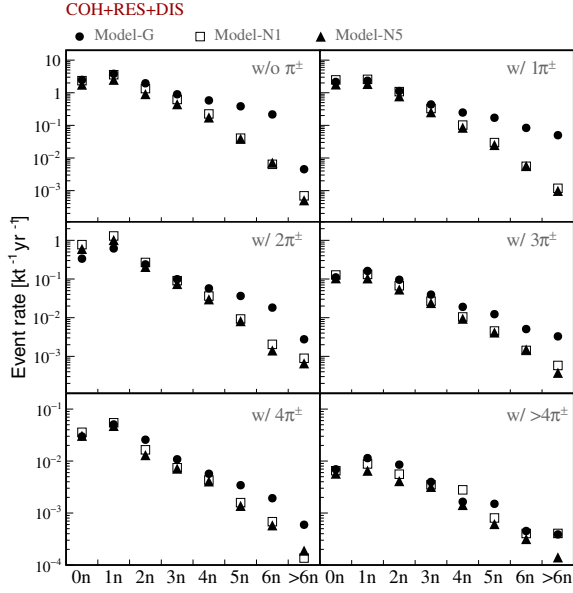 COH+RES+DIS
● Model-G □ Model-N1 ▲ Model-N5
w/o π± w/ 1π±
10
1
10⁻¹
10⁻²
10⁻³
w/ 2π± w/ 3π±
1
10⁻¹
10⁻²
10⁻³
w/ 4π± w/ >4π±
10⁻¹
10⁻²
10⁻³
10⁻⁴
Event rate [kt⁻¹ yr⁻¹]
0n 1n 2n 3n 4n 5n 6n >6n 0n 1n 2n 3n 4n 5n 6n >6n